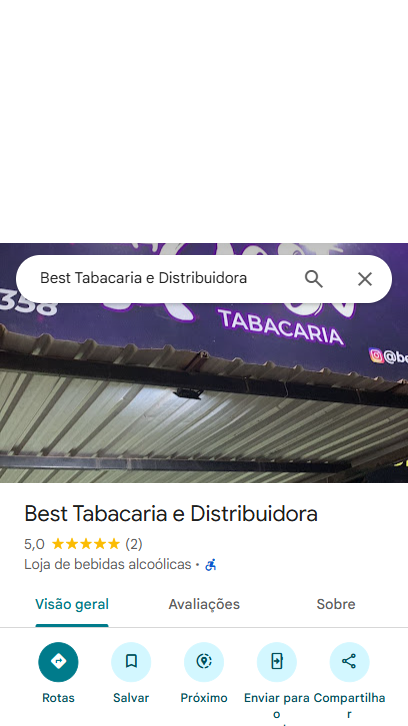 Best Tabacaria e Distribuidora
358
TABACARIA
@be
Best Tabacaria e Distribuidora
5,0 (2)
Loja de bebidas alcoólicas ·
Visão geral Avaliações Sobre
Rotas Salvar Próximo Enviar para o Compartilhar